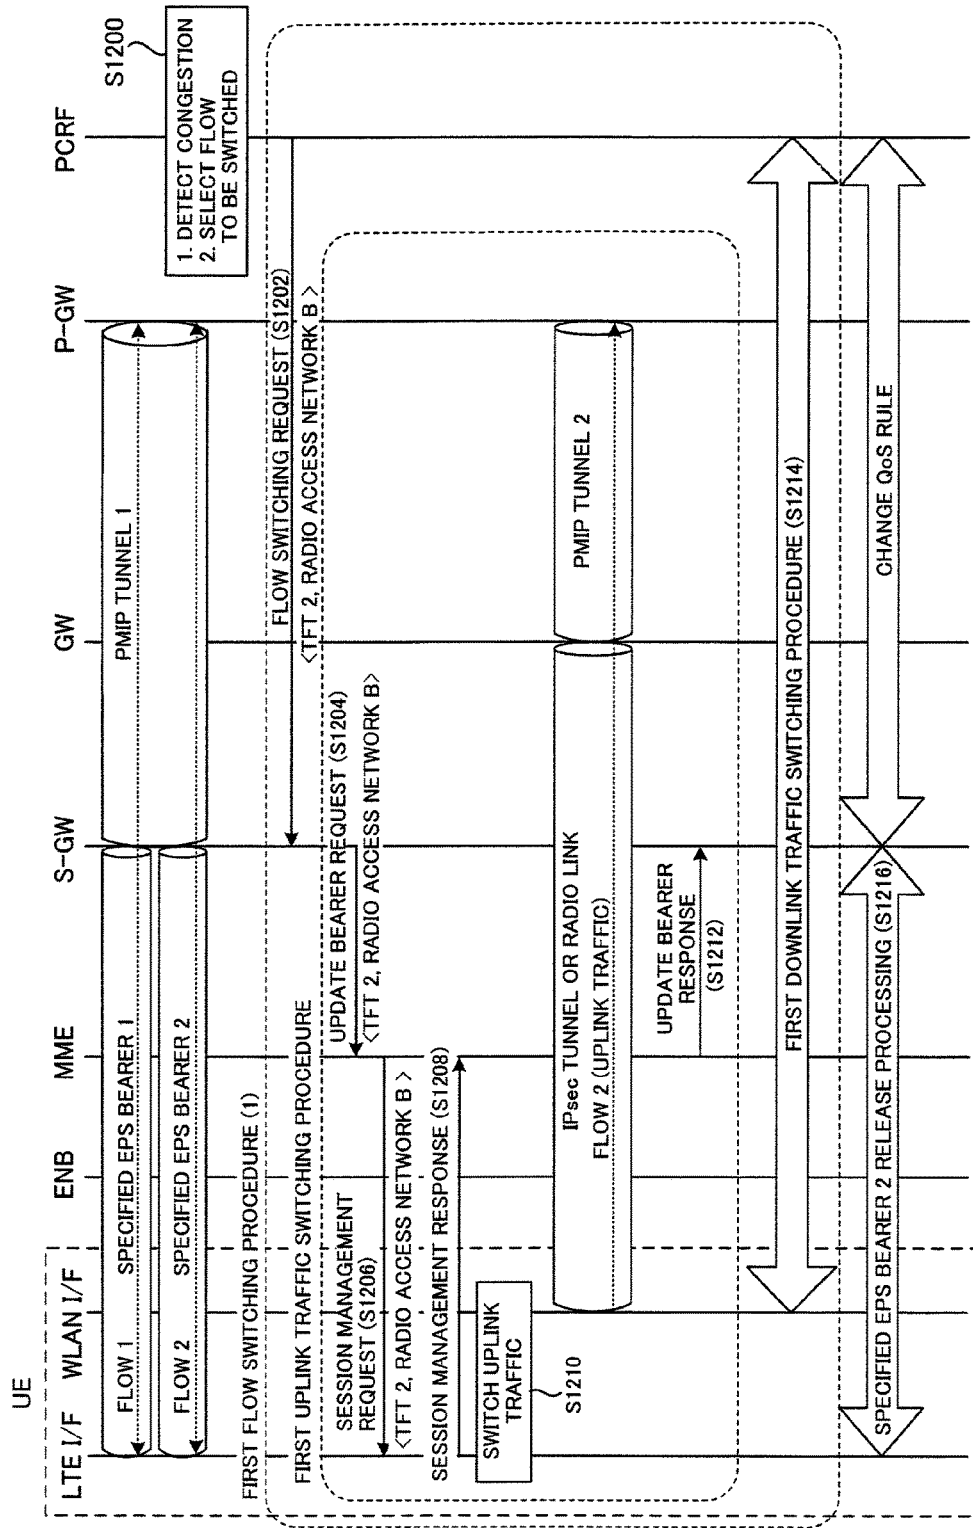 UE
LTE I/F
WLAN I/F
ENB
MME
S-GW
GW
P-GW
PCRF
FLOW 1
SPECIFIED EPS BEARER 1
PMIP TUNNEL 1
FLOW 2
SPECIFIED EPS BEARER 2
S1200
1. DETECT CONGESTION
2. SELECT FLOW
TO BE SWITCHED
FIRST FLOW SWITCHING PROCEDURE (1)
FLOW SWITCHING REQUEST (S1202)
<TFT 2, RADIO ACCESS NETWORK B >
FIRST UPLINK TRAFFIC SWITCHING PROCEDURE
UPDATE BEARER REQUEST (S1204)
<TFT 2, RADIO ACCESS NETWORK B>
SESSION MANAGEMENT
REQUEST (S1206)
<TFT 2, RADIO ACCESS NETWORK B >
SESSION MANAGEMENT RESPONSE (S1208)
SWITCH UPLINK
TRAFFIC
S1210
IPsec TUNNEL OR RADIO LINK
FLOW 2 (UPLINK TRAFFIC)
PMIP TUNNEL 2
UPDATE BEARER
RESPONSE
(S1212)
FIRST DOWNLINK TRAFFIC SWITCHING PROCEDURE (S1214)
SPECIFIED EPS BEARER 2 RELEASE PROCESSING (S1216)
CHANGE QoS RULE